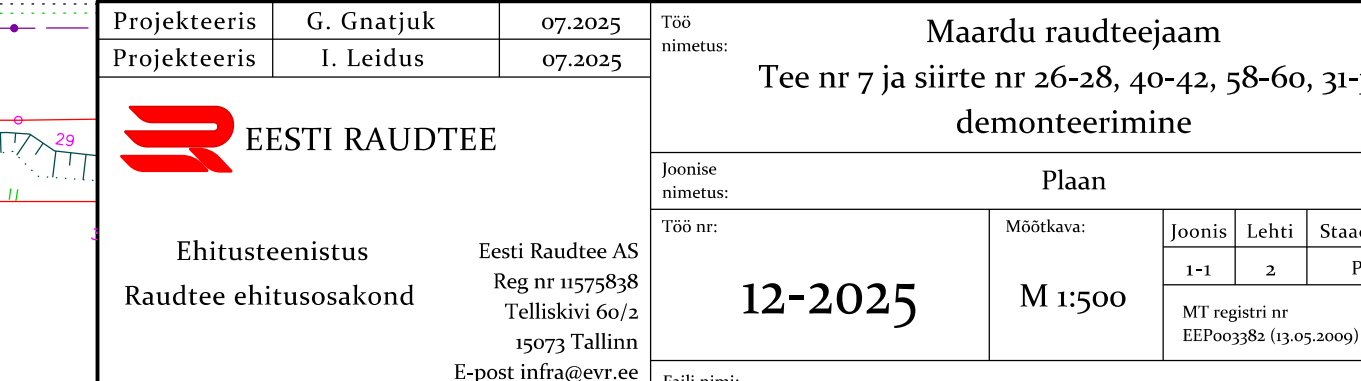 Projekteeris G. Gnatjuk 07.2025
Projekteeris I. Leidus 07.2025
29
EESTI RAUDTEE
Ehitusteenistus
Raudtee ehitusosakond
Eesti Raudtee AS
Reg nr 11575838
Telliskivi 60/2
15073 Tallinn
E-post infra@evr.ee
Töö
nimetus:
Maardu raudteejaam
Tee nr 7 ja siirte nr 26-28, 40-42, 58-60, 31-
demonteerimine
Joonise
nimetus:
Plaan
Töö nr:
12-2025
Mõõtkava:
M 1:500
Joonis Lehti
1-1 2 P
MT registri nr
EEP003382 (13.05.2009)
Faili nimi: